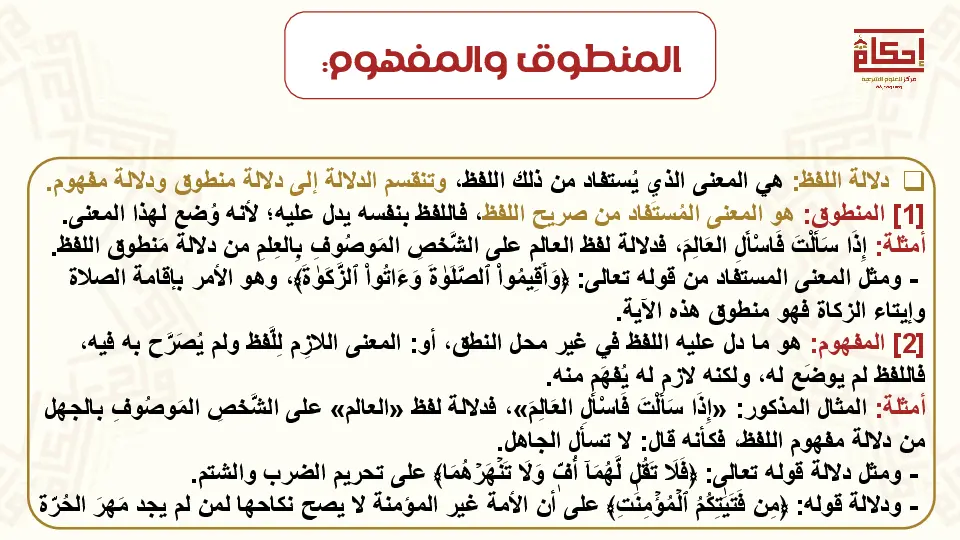 المنطوق والمفهوم:
إحكام
مركز للعلوم الشرعية
❑ دلالة اللفظ: هي المعنى الذي يُستفاد من ذلك اللفظ، وتنقسم الدلالة إلى دلالة منطوق ودلالة مفهوم.
[1] المنطوق: هو المعنى المُستَفاد من صريح اللفظ، فاللفظ بنفسه يدل عليه؛ لأنه وُضع لهذا المعنى.
أمثلة: إِذَا سَأَلْتَ فَاسْأَلِ العَالِمَ، فدلالة لفظ العالم على الشَّخصِ المَوصُوفِ بِالعِلمِ من دلالة مَنطوق اللفظ.
- ومثل المعنى المستفاد من قوله تعالى: ﴿وَأَقِيمُواْ ٱلصَّلَوٰةَ وَءَاتُواْ ٱلزَّكَوٰةَ﴾، وهو الأمر بإقامة الصلاة
وإيتاء الزكاة فهو منطوق هذه الآية.
[2] المفهوم: هو ما دل عليه اللفظ في غير محل النطق، أو: المعنى اللازم لِلَّفظ ولم يُصَرَّح به فيه،
فاللفظ لم يوضَع له، ولكنه لازم له يُفهَم منه.
أمثلة: المثال المذكور: «إِذَا سَأَلْتَ فَاسْأَلِ العَالِمَ»، فدلالة لفظ «العالم» على الشَّخصِ المَوصُوفِ بالجهل
من دلالة مفهوم اللفظ، فكأنه قال: لا تسأل الجاهل.
- ومثل دلالة قوله تعالى: ﴿فَلَا تَقُل لَّهُمَآ أُفّٖ وَلَا تَنۡهَرۡهُمَا﴾ على تحريم الضرب والشتم.
- ودلالة قوله: ﴿مِن فَتَيَٰتِكُمُ ٱلۡمُؤۡمِنَٰتِ﴾ على أن الأمة غير المؤمنة لا يصح نكاحها لمن لم يجد مَهرَ الحُرّة